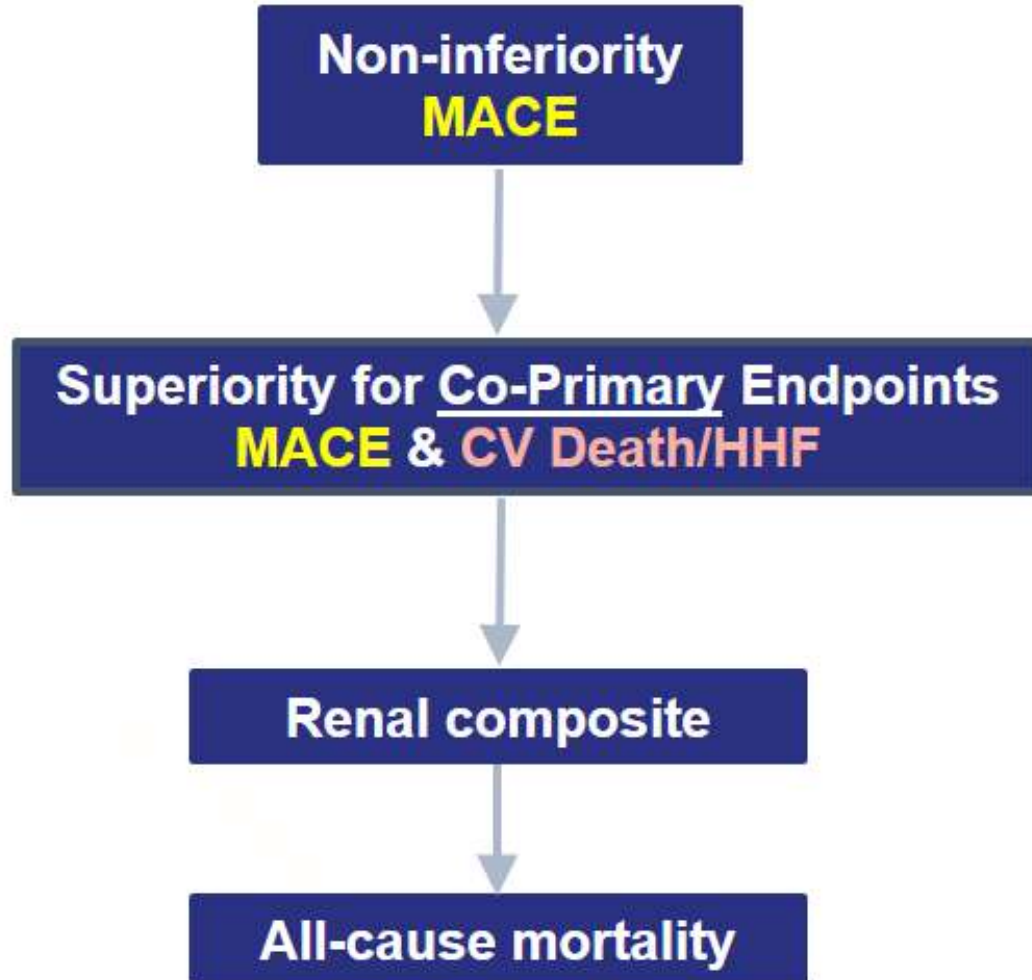 Non-inferiority
MACE
Superiority for Co-Primary Endpoints
MACE & CV Death/HHF
Renal composite
All-cause mortality